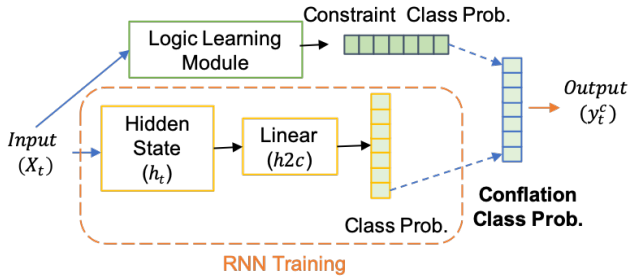 Constraint Class Prob.
Logic Learning
Module
Input
(X_t)
Hidden
State
(h_t)
Linear
(h2c)
Class Prob.
RNN Training
Conflation
Class Prob.
Output
(y_t^c)